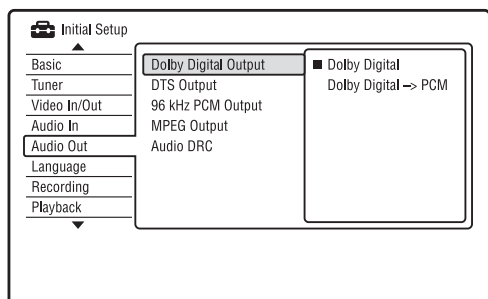 Initial Setup
Basic
Tuner
Video In/Out
Audio In
Audio Out
Language
Recording
Playback
Dolby Digital Output
DTS Output
96 kHz PCM Output
MPEG Output
Audio DRC
Dolby Digital
Dolby Digital –> PCM